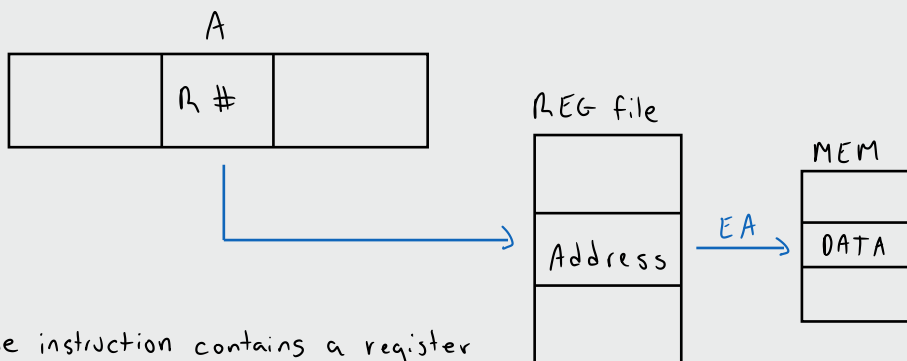 A
R #
REG file
MEM
EA
Address
DATA
instruction contains a register